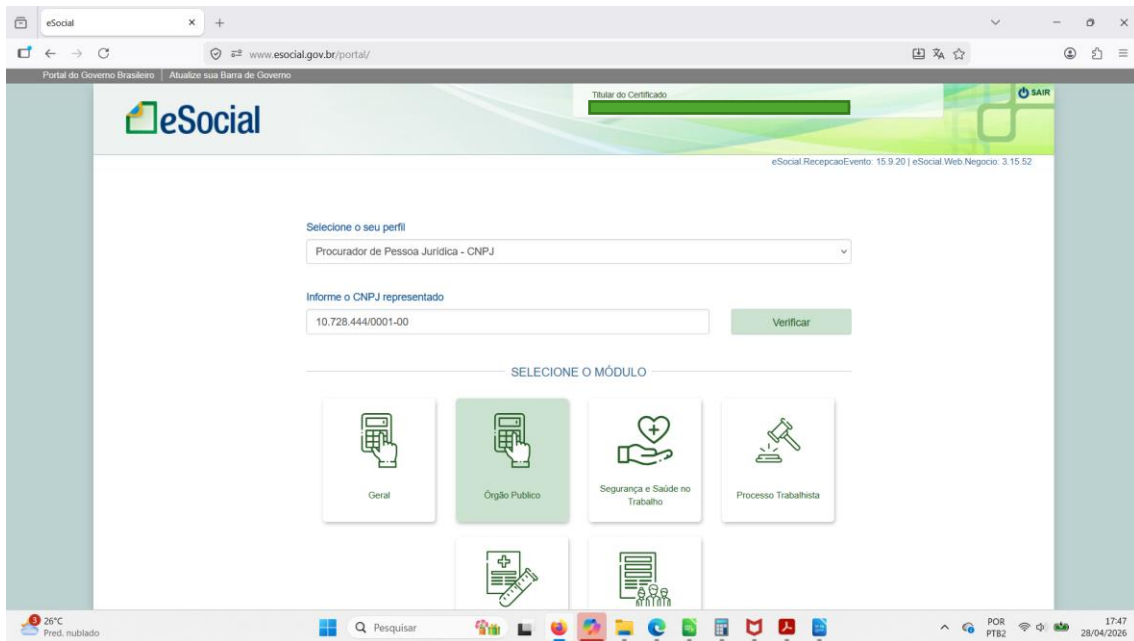 eSocial
www.esocial.gov.br/portal/
Portal do Governo Brasileiro
Atualize sua Barra de Governo
eSocial
Titular do Certificado
SAIR
eSocial.RecepcaoEvento: 15.9.20 | eSocial.Web.Negocio: 3.15.52
Selecione o seu perfil
Procurador de Pessoa Jurídica - CNPJ
Informe o CNPJ representado
10.728.444/0001-00
Verificar
SELECIONE O MÓDULO
Geral
Órgão Publico
Segurança e Saúde no
Trabalho
Processo Trabalhista
3
26°C
Pred. nublado
Pesquisar
POR
PTB2
17:47
28/04/2026